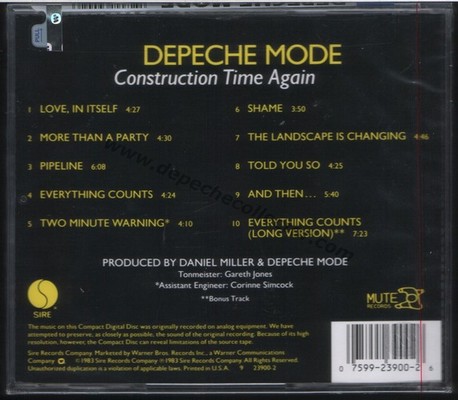 DEPECHE MODE
DEPECHE MODE
Construction Time Again
1 LOVE, IN ITSELF 4:27
2 MORE THAN A PARTY 4:30
3 PIPELINE 6:08
4 EVERYTHING COUNTS 4:24
5 TWO MINUTE WARNING* 4:10
6 SHAME 3:50
7 THE LANDSCAPE IS CHANGING 4:46
8 TOLD YOU SO 4:25
9 AND THEN... 5:40
10 EVERYTHING COUNTS
(LONG VERSION)** 7:23
PRODUCED BY DANIEL MILLER & DEPECHE MODE
Tonmeister: Gareth Jones
*Assistant Engineer: Corinne Simcock
**Bonus Track
SIRE
MUTE
RECORDS
The music on this Compact Digital Disc was originally recorded on analog equipment. We have
attempted to preserve, as closely as possible, the sound of the original recording. Because of its high
resolution, however, the Compact Disc can reveal limitations of the source tape.
Sire Records Company. Marketed by Warner Bros. Records Inc., a Warner Communications
Company. © 1983 Sire Records Company ℗ 1983 Sire Records Company. All Rights Reserved.
Unauthorized duplication is a violation of applicable laws. Printed in U.S.A. 9 23900-2
0 7599-23900-2 6